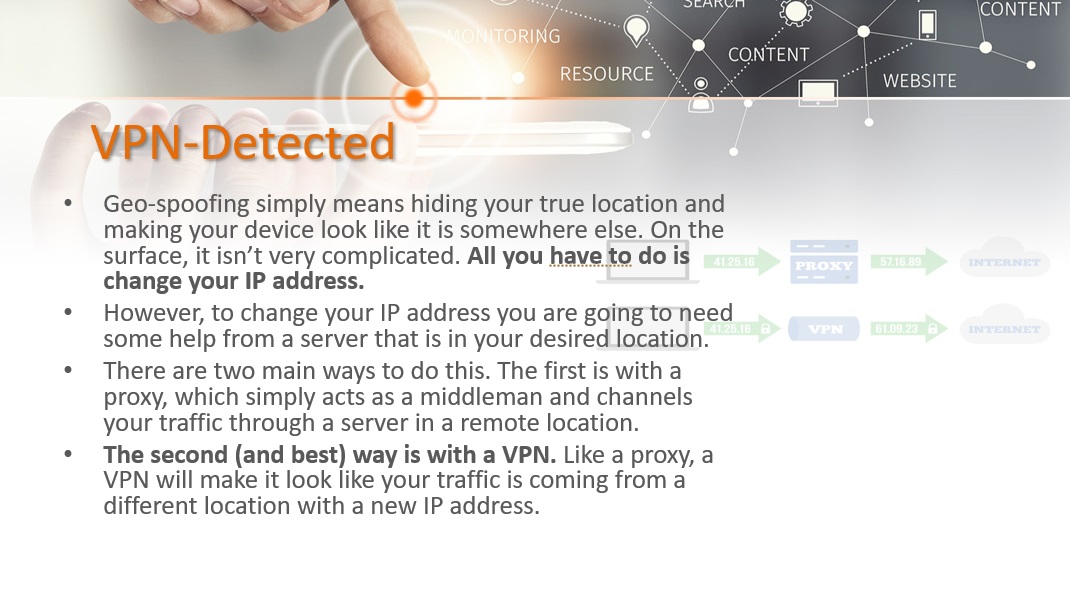 SEARCH
CONTENT
MONITORING
CONTENT
RESOURCE
WEBSITE
VPN-Detected
• Geo-spoofing simply means hiding your true location and
making your device look like it is somewhere else. On the
surface, it isn’t very complicated. All you have to do is
change your IP address.
• However, to change your IP address you are going to need
some help from a server that is in your desired location.
• There are two main ways to do this. The first is with a
proxy, which simply acts as a middleman and channels
your traffic through a server in a remote location.
• The second (and best) way is with a VPN. Like a proxy, a
VPN will make it look like your traffic is coming from a
different location with a new IP address.
41.25.16 PROXY 57.16.89 INTERNET
41.25.16 VPN 61.09.23 INTERNET